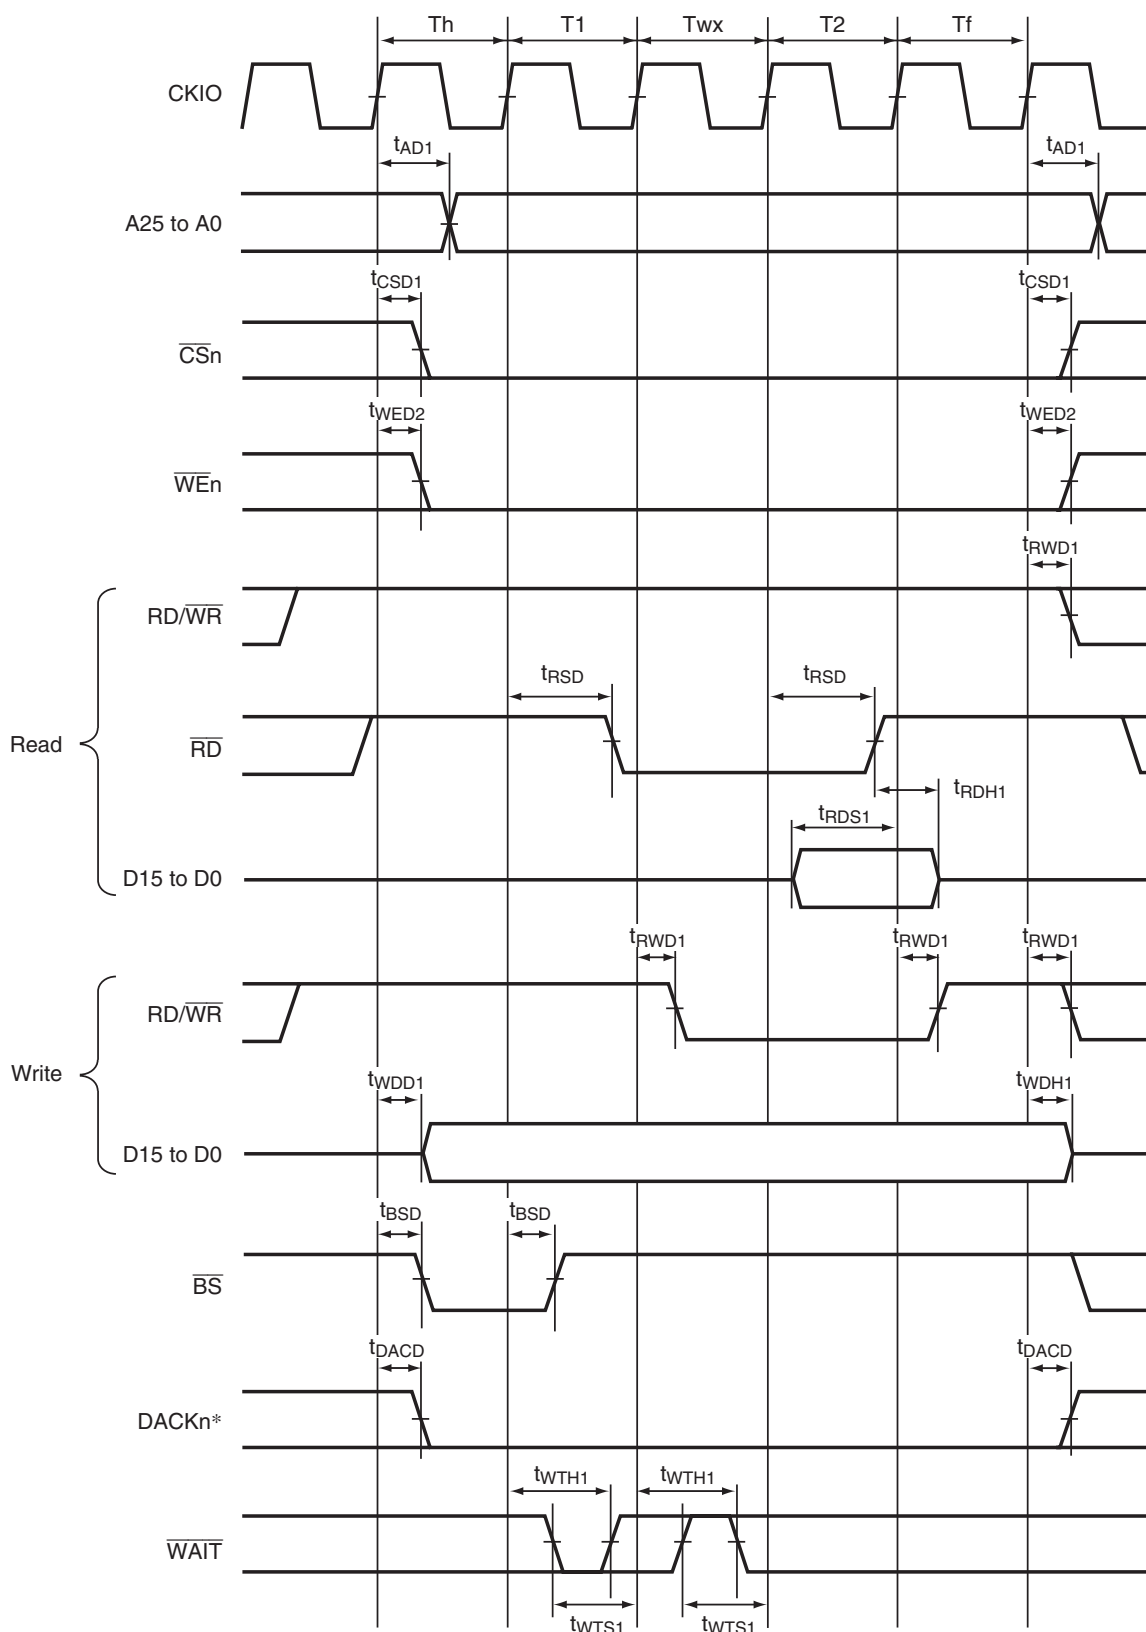 Th T1 Twx T2 Tf
CKIO
tAD1 tAD1
A25 to A0
tCSD1 tCSD1
CSn
tWED2 tWED2
WEn
tRWD1
RD/WR
tRSD tRSD
Read
RD
tRDH1
tRDS1
D15 to D0
tRWD1 tRWD1 tRWD1
RD/WR
Write
tWDD1 tWDH1
D15 to D0
tBSD tBSD
BS
tDACD tDACD
DACKn*
tWTH1 tWTH1
WAIT
tWTS1 tWTS1